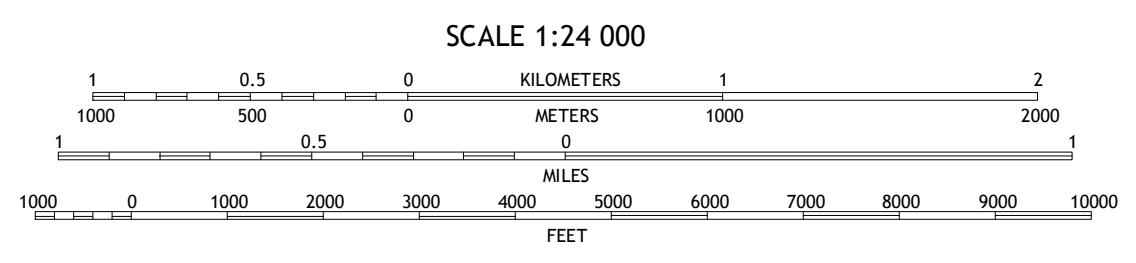 SCALE 1:24 000
1 0.5 0 KILOMETERS 1 2
1000 500 0 METERS 1000 2000
1 0.5 0 1
MILES
1000 0 1000 2000 3000 4000 5000 6000 7000 8000 9000 10000
FEET